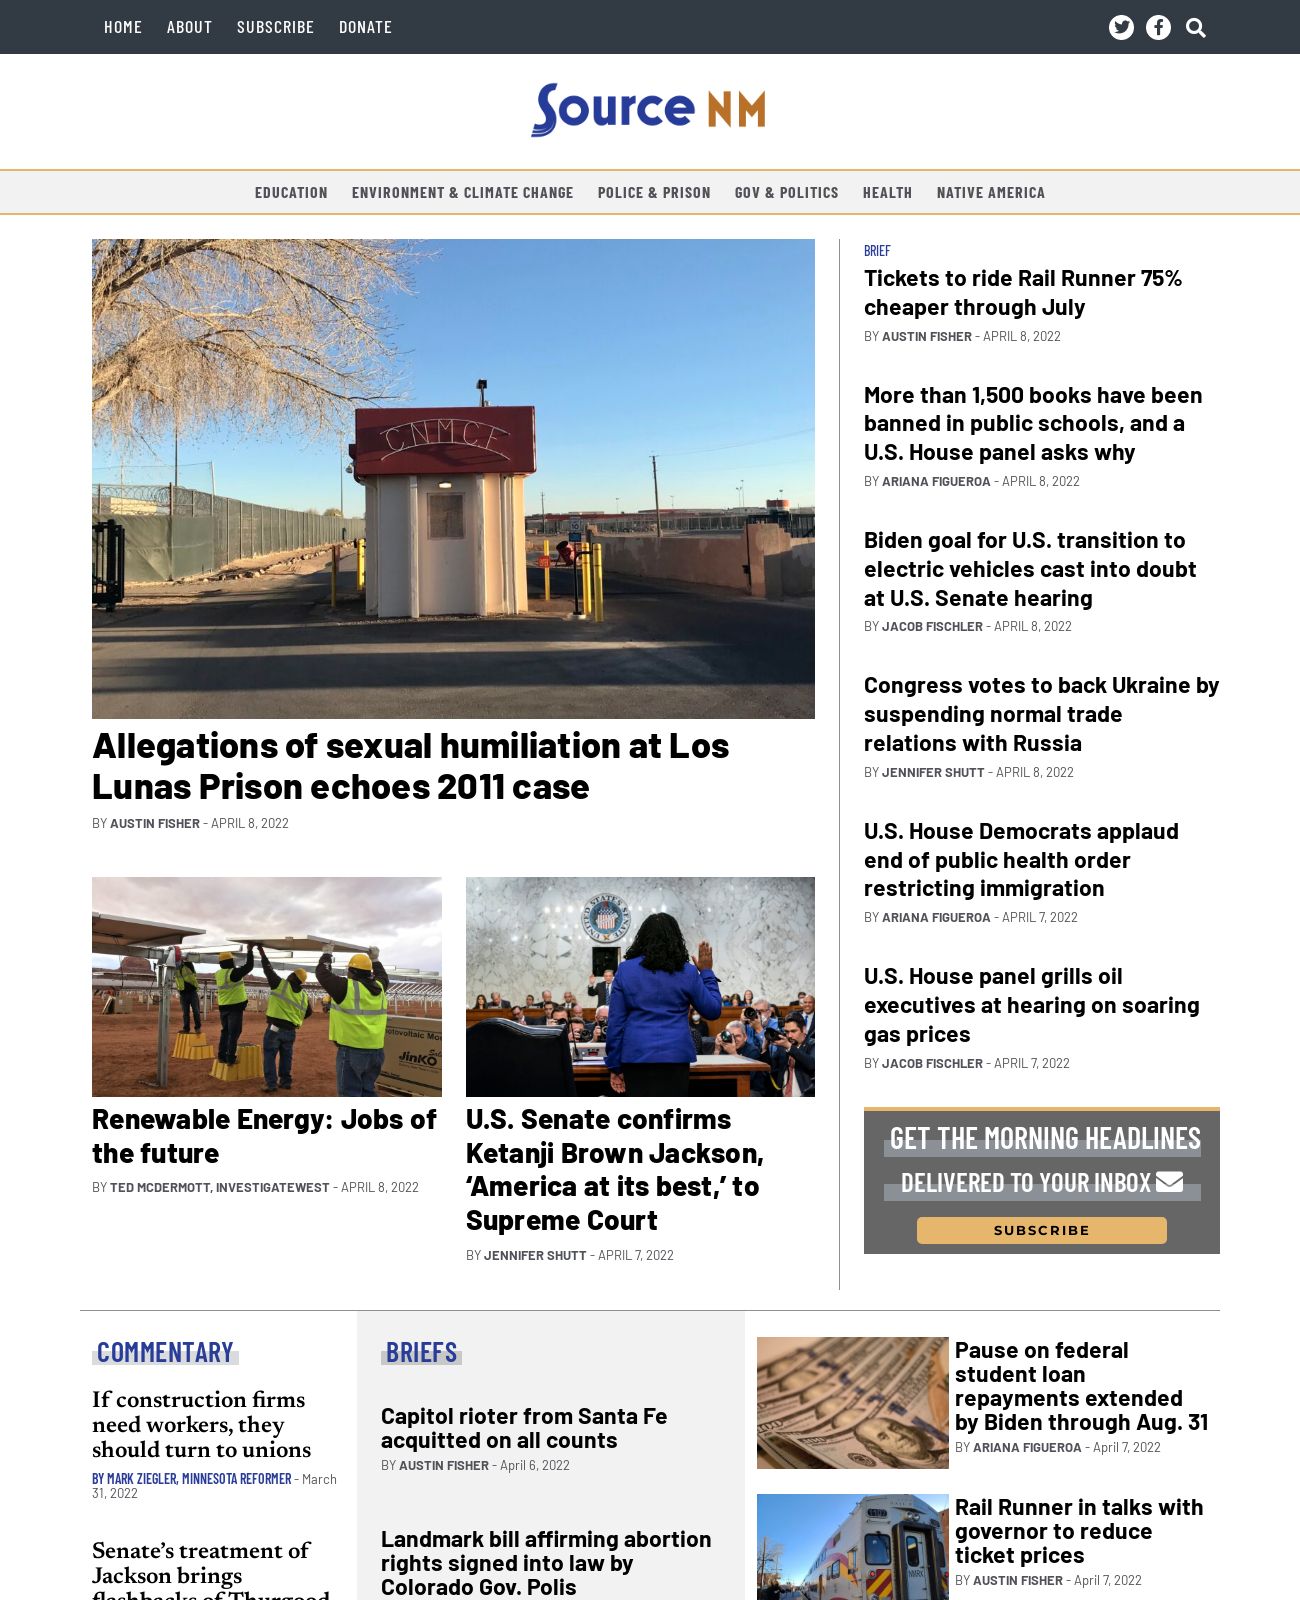 HOME ABOUT SUBSCRIBE DONATE
Source NM
EDUCATION ENVIRONMENT & CLIMATE CHANGE POLICE & PRISON GOV & POLITICS HEALTH NATIVE AMERICA
CNMCF
Allegations of sexual humiliation at Los
Lunas Prison echoes 2011 case
BY AUSTIN FISHER - APRIL 8, 2022
JinKO
Renewable Energy: Jobs of
the future
BY TED MCDERMOTT, INVESTIGATEWEST - APRIL 8, 2022
UNITED STATES SENATE
U.S. Senate confirms
Ketanji Brown Jackson,
‘America at its best,’ to
Supreme Court
BY JENNIFER SHUTT - APRIL 7, 2022
BRIEF
Tickets to ride Rail Runner 75%
cheaper through July
BY AUSTIN FISHER - APRIL 8, 2022
More than 1,500 books have been
banned in public schools, and a
U.S. House panel asks why
BY ARIANA FIGUEROA - APRIL 8, 2022
Biden goal for U.S. transition to
electric vehicles cast into doubt
at U.S. Senate hearing
BY JACOB FISCHLER - APRIL 8, 2022
Congress votes to back Ukraine by
suspending normal trade
relations with Russia
BY JENNIFER SHUTT - APRIL 8, 2022
U.S. House Democrats applaud
end of public health order
restricting immigration
BY ARIANA FIGUEROA - APRIL 7, 2022
U.S. House panel grills oil
executives at hearing on soaring
gas prices
BY JACOB FISCHLER - APRIL 7, 2022
GET THE MORNING HEADLINES
DELIVERED TO YOUR INBOX
SUBSCRIBE
COMMENTARY
If construction firms
need workers, they
should turn to unions
BY MARK ZIEGLER, MINNESOTA REFORMER - March
31, 2022
Senate’s treatment of
Jackson brings
flashbacks of Thurgood
BRIEFS
Capitol rioter from Santa Fe
acquitted on all counts
BY AUSTIN FISHER - April 6, 2022
Landmark bill affirming abortion
rights signed into law by
Colorado Gov. Polis
Pause on federal
student loan
repayments extended
by Biden through Aug. 31
BY ARIANA FIGUEROA - April 7, 2022
Rail Runner in talks with
governor to reduce
ticket prices
BY AUSTIN FISHER - April 7, 2022